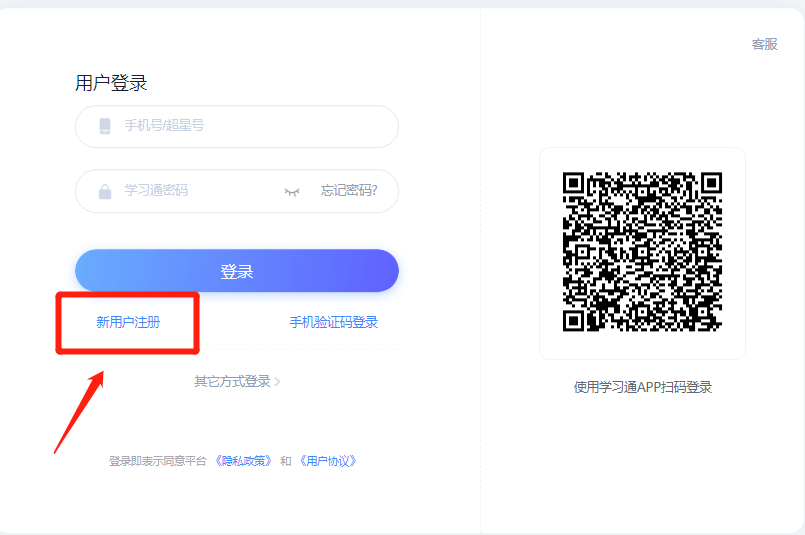 客服
用户登录
手机号/超星号
学习通密码 忘记密码?
登录
新用户注册 手机验证码登录
其它方式登录
登录即表示同意平台 《隐私政策》 和 《用户协议》
使用学习通APP扫码登录